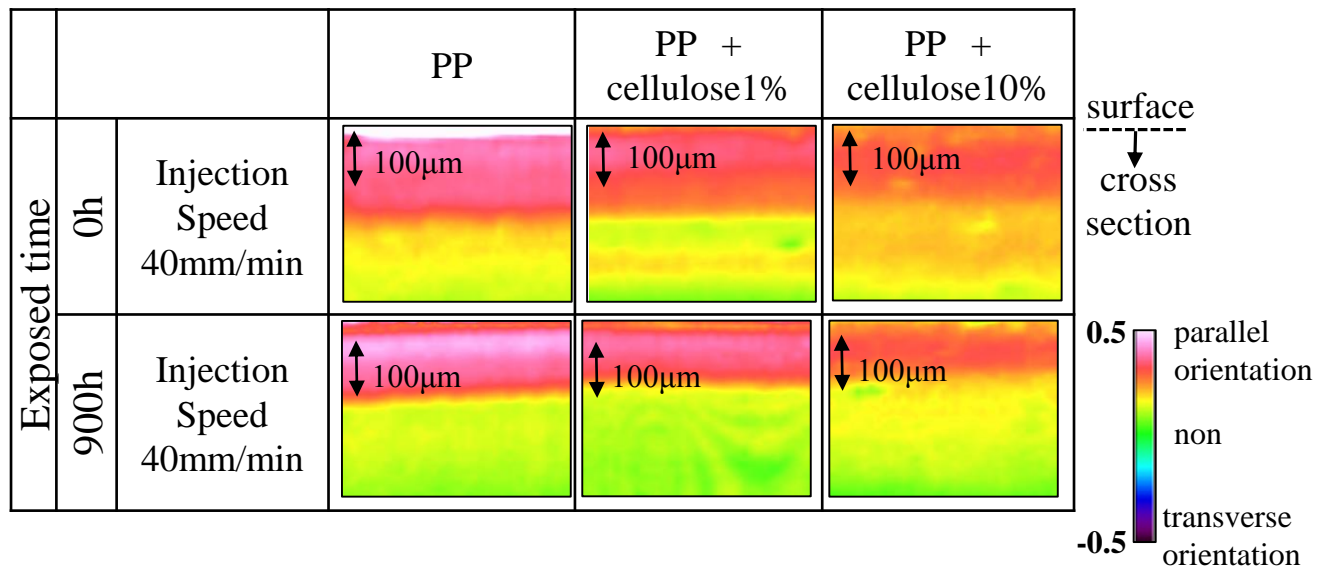 PP
PP +
cellulose1%
PP +
cellulose10%
surface
cross
section
Exposed time
0h
Injection
Speed
40mm/min
100μm
100μm
100μm
900h
Injection
Speed
40mm/min
100μm
100μm
100μm
0.5
parallel
orientation
non
-0.5
transverse
orientation